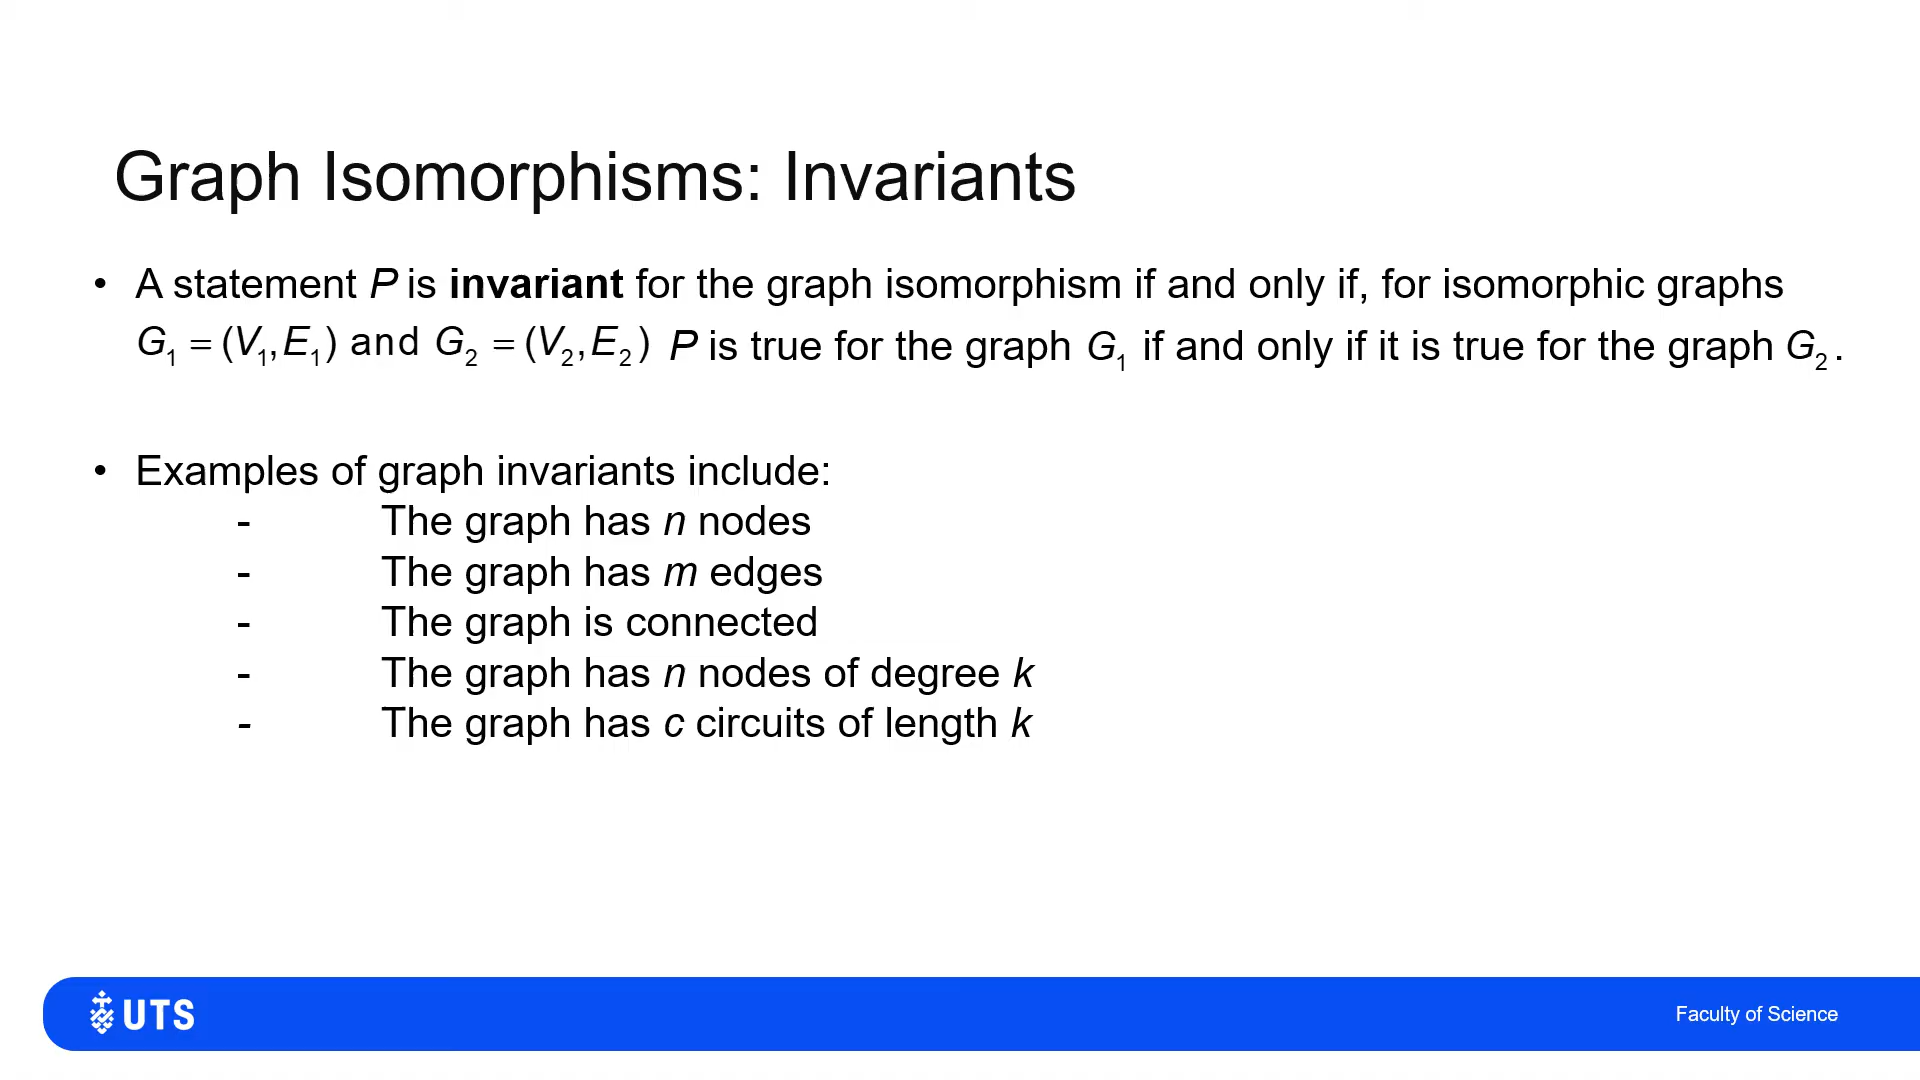 Graph Isomorphisms: Invariants
• A statement P is invariant for the graph isomorphism if and only if, for isomorphic graphs
G₁ = (V₁,E₁) and G₂ = (V₂,E₂) P is true for the graph G₁ if and only if it is true for the graph G₂.
• Examples of graph invariants include:
- The graph has n nodes
- The graph has m edges
- The graph is connected
- The graph has n nodes of degree k
- The graph has c circuits of length k
UTS
Faculty of Science